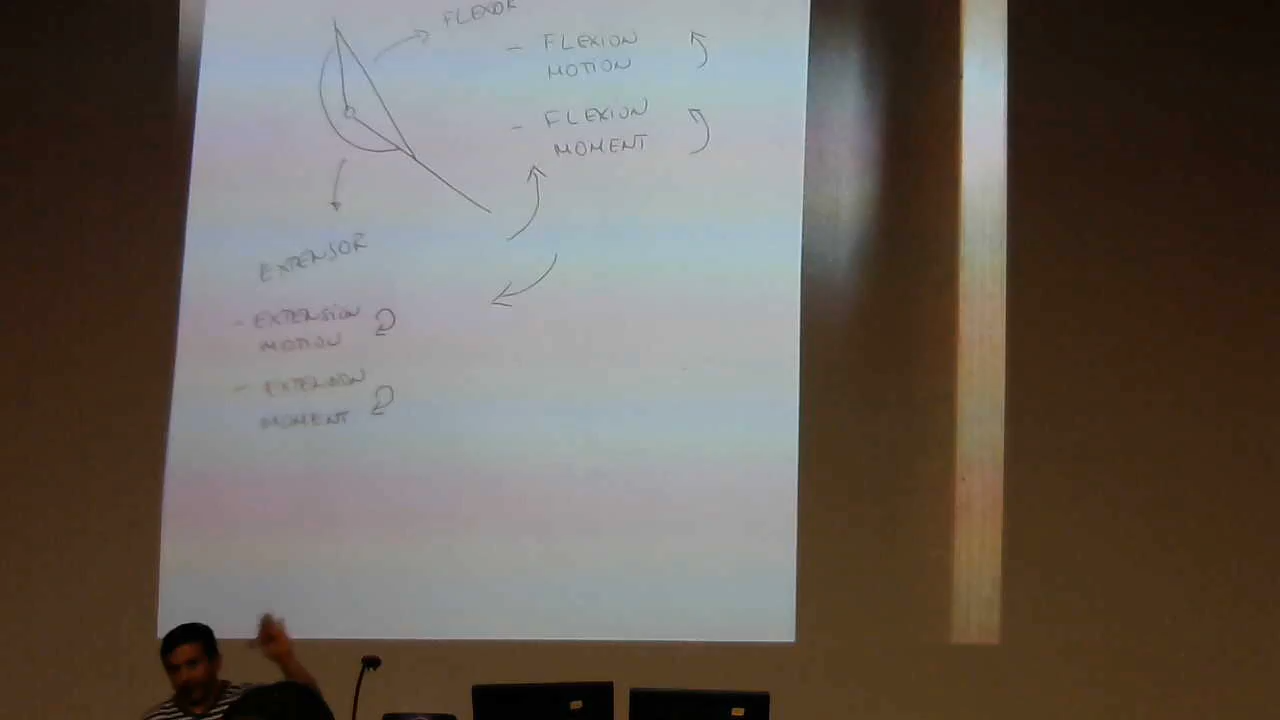 FLEXOR
- FLEXION
MOTION
- FLEXION
MOMENT
EXTENSOR
- EXTENSION
MOTION
- EXTENSION
MOMENT